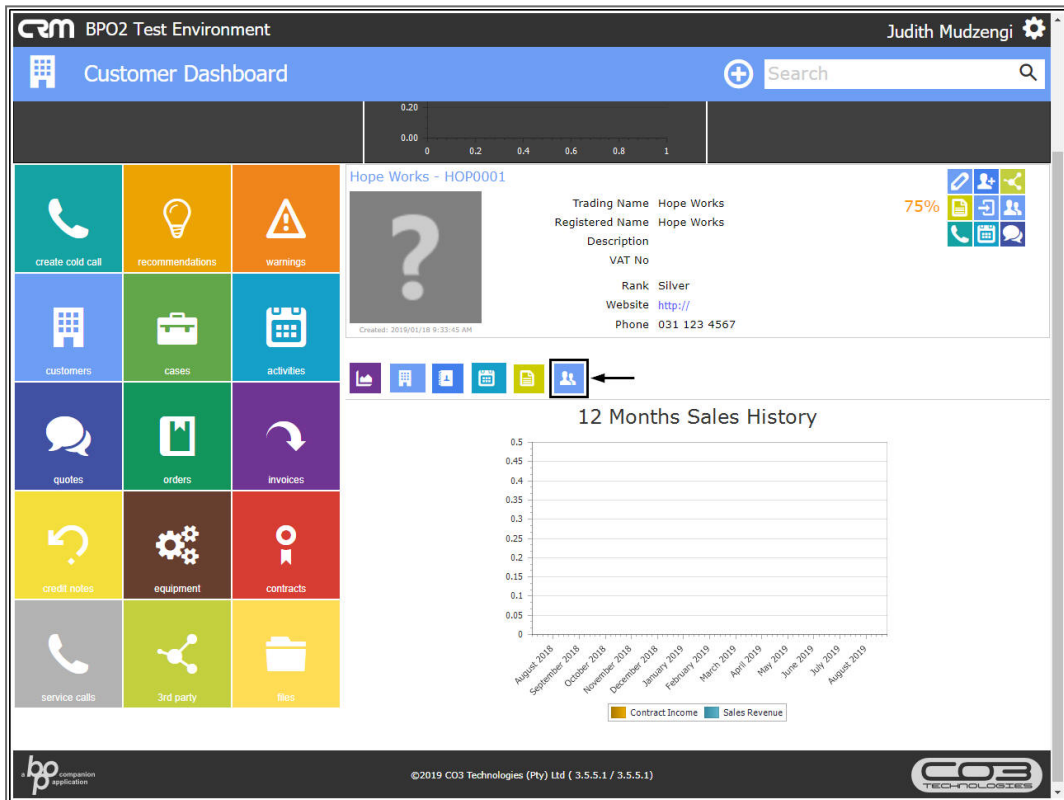 CRM BPO2 Test Environment
Judith Mudzengi
Customer Dashboard
Search
0.20
0.00
0 0.2 0.4 0.6 0.8 1
create cold call
recommendations
warnings
customers
cases
activities
quotes
orders
invoices
credit notes
equipment
contracts
service calls
3rd party
files
Hope Works - HOP0001
Trading Name Hope Works
Registered Name Hope Works
Description
VAT No
Rank Silver
Website http://
Phone 031 123 4567
Created: 2019/01/18 9:33:45 AM
75%
12 Months Sales History
0.5
0.45
0.4
0.35
0.3
0.25
0.2
0.15
0.1
0.05
0
August 2018
September 2018
October 2018
November 2018
December 2018
January 2019
February 2019
March 2019
April 2019
May 2019
June 2019
July 2019
August 2019
Contract Income
Sales Revenue
a bpo companion
application
©2019 CO3 Technologies (Pty) Ltd ( 3.5.5.1 / 3.5.5.1)
CO3
TECHNOLOGIES